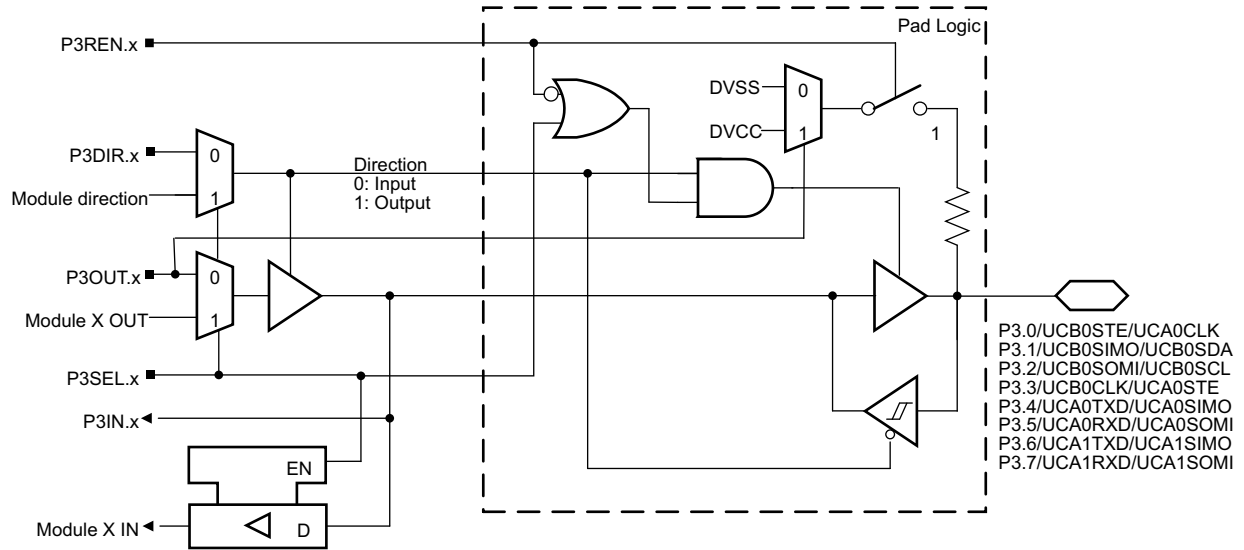 Pad Logic
P3REN.x
DVSS
0
DVCC
1
1
P3DIR.x
0
Module direction
1
Direction
0: Input
1: Output
P3OUT.x
0
Module X OUT
1
P3SEL.x
P3IN.x
EN
D
Module X IN
P3.0/UCB0STE/UCA0CLK
P3.1/UCB0SIMO/UCB0SDA
P3.2/UCB0SOMI/UCB0SCL
P3.3/UCB0CLK/UCA0STE
P3.4/UCA0TXD/UCA0SIMO
P3.5/UCA0RXD/UCA0SOMI
P3.6/UCA1TXD/UCA1SIMO
P3.7/UCA1RXD/UCA1SOMI